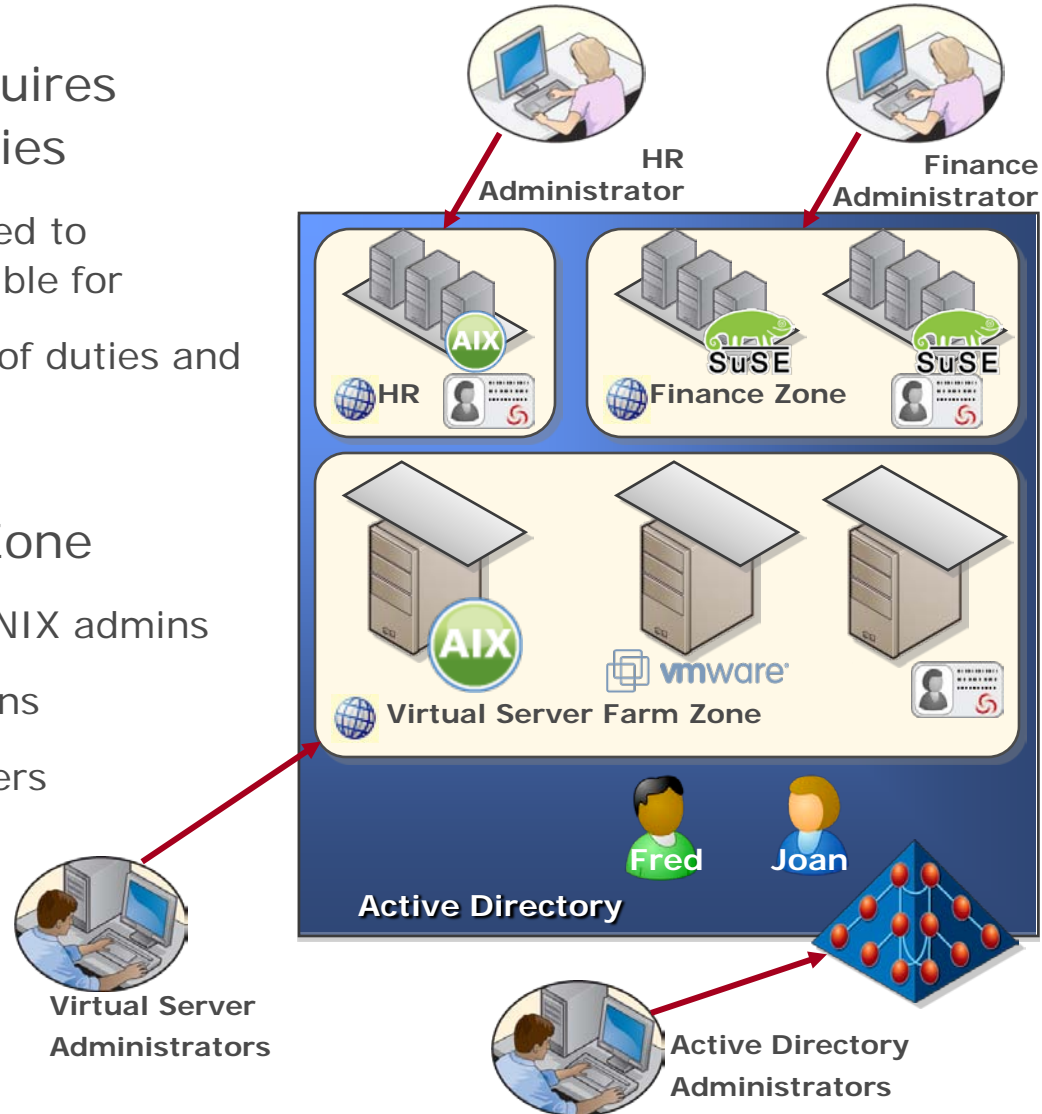 uires
ies
ed to
ible for
of duties and
Zone
NIX admins
ns
ers
HR
Administrator
Finance
Administrator
AIX
SuSE
SuSE
HR
Finance Zone
AIX
vmware
Virtual Server Farm Zone
Fred
Joan
Active Directory
Virtual Server
Administrators
Active Directory
Administrators